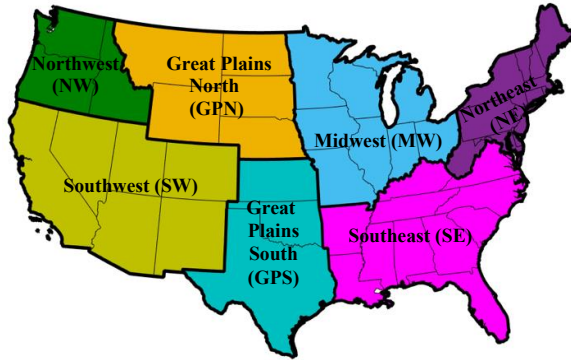 Northwest
(NW)
Great Plains
North
(GPN)
Midwest (MW)
Northeast
(NE)
Southwest (SW)
Great
Plains
South
(GPS)
Southeast (SE)